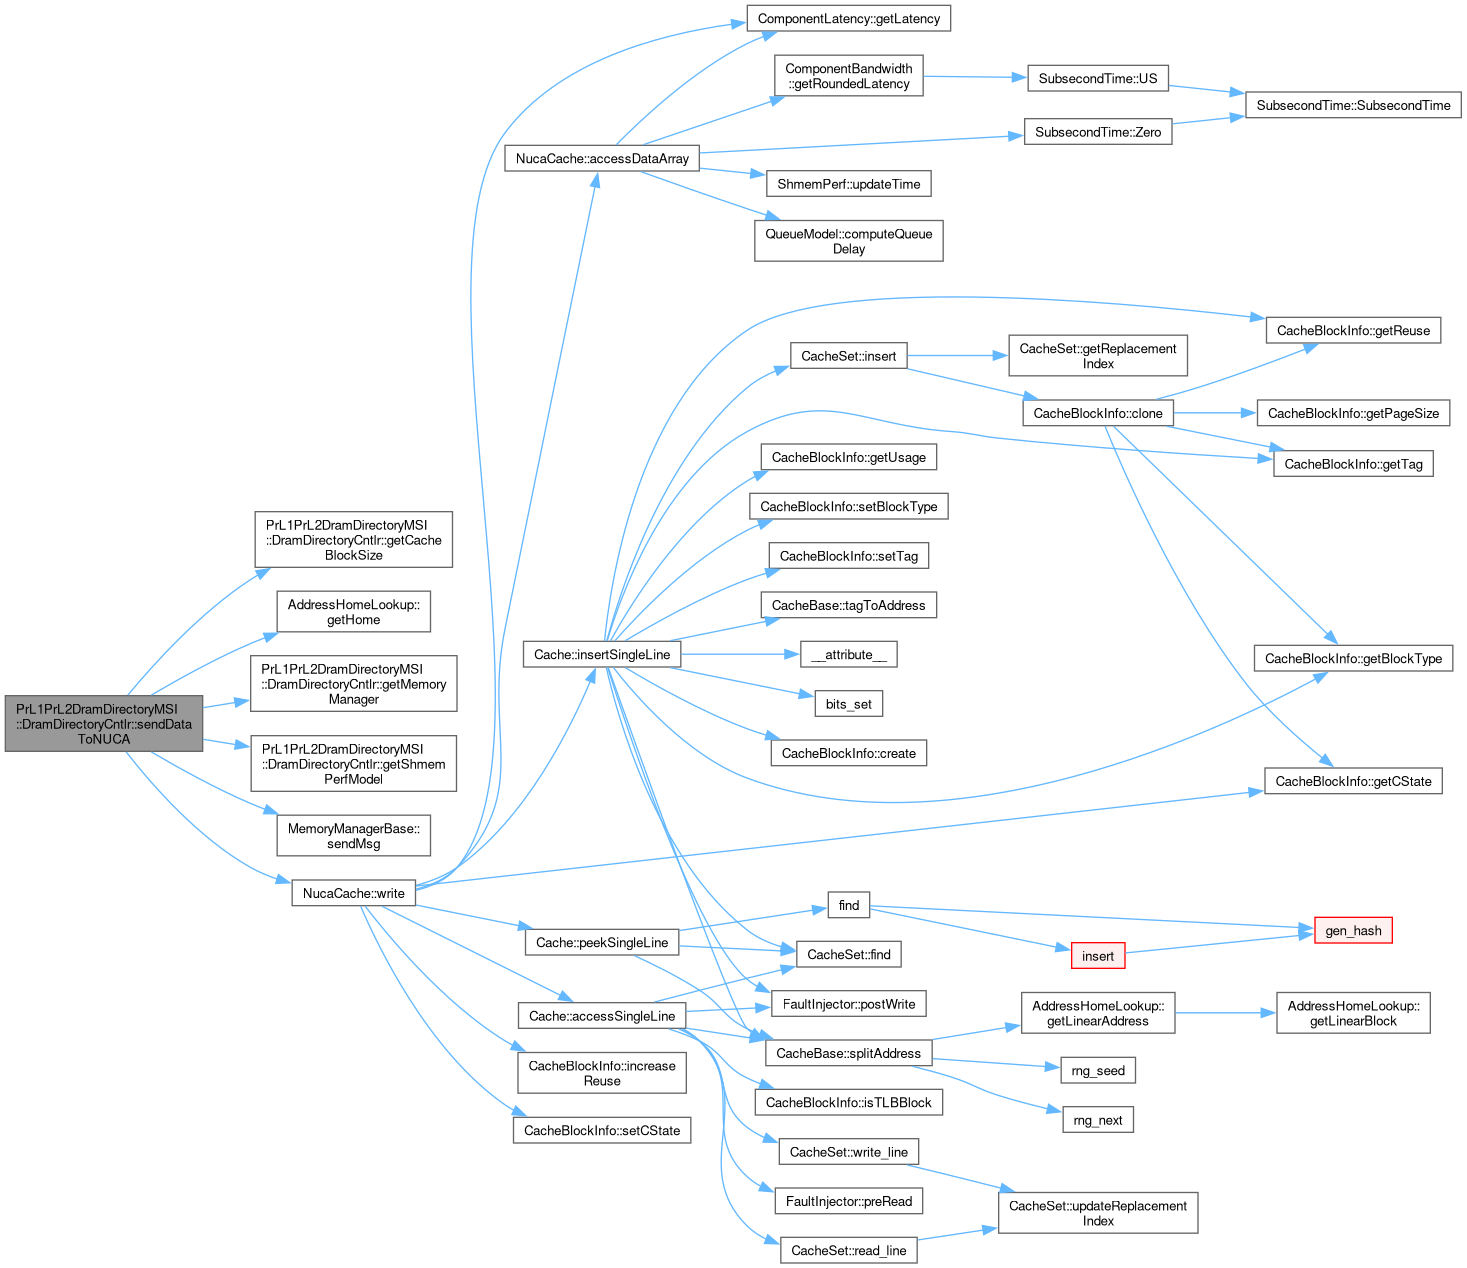 ComponentLatency::getLatency
ComponentBandwidth
::getRoundedLatency
SubsecondTime::US
SubsecondTime::SubsecondTime
SubsecondTime::Zero
NucaCache::accessDataArray
ShmemPerf::updateTime
QueueModel::computeQueue
Delay
CacheBlockInfo::getReuse
CacheSet::insert
CacheSet::getReplacement
Index
CacheBlockInfo::clone
CacheBlockInfo::getPageSize
CacheBlockInfo::getUsage
CacheBlockInfo::getTag
CacheBlockInfo::setBlockType
PrL1PrL2DramDirectoryMSI
::DramDirectoryCntlr::getCache
BlockSize
CacheBlockInfo::setTag
AddressHomeLookup::
getHome
CacheBase::tagToAddress
Cache::insertSingleLine
__attribute__
CacheBlockInfo::getBlockType
PrL1PrL2DramDirectoryMSI
::DramDirectoryCntlr::getMemory
Manager
bits_set
PrL1PrL2DramDirectoryMSI
::DramDirectoryCntlr::sendData
ToNUCA
PrL1PrL2DramDirectoryMSI
::DramDirectoryCntlr::getShmem
PerfModel
CacheBlockInfo::create
CacheBlockInfo::getCState
MemoryManagerBase::
sendMsg
NucaCache::write
find
gen_hash
Cache::peekSingleLine
CacheSet::find
insert
FaultInjector::postWrite
Cache::accessSingleLine
AddressHomeLookup::
getLinearAddress
AddressHomeLookup::
getLinearBlock
CacheBase::splitAddress
CacheBlockInfo::increase
Reuse
rng_seed
CacheBlockInfo::isTLBBlock
rng_next
CacheBlockInfo::setCState
CacheSet::write_line
FaultInjector::preRead
CacheSet::updateReplacement
Index
CacheSet::read_line